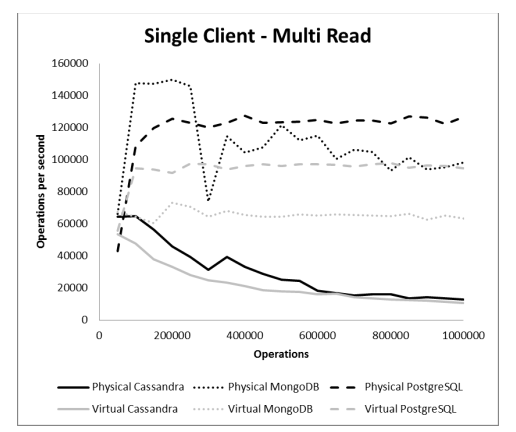 Single Client - Multi Read
160000
140000
120000
100000
80000
60000
40000
20000
0
Operations per second
0 200000 400000 600000 800000 1000000
Operations
Physical Cassandra Physical MongoDB Physical PostgreSQL
Virtual Cassandra Virtual MongoDB Virtual PostgreSQL